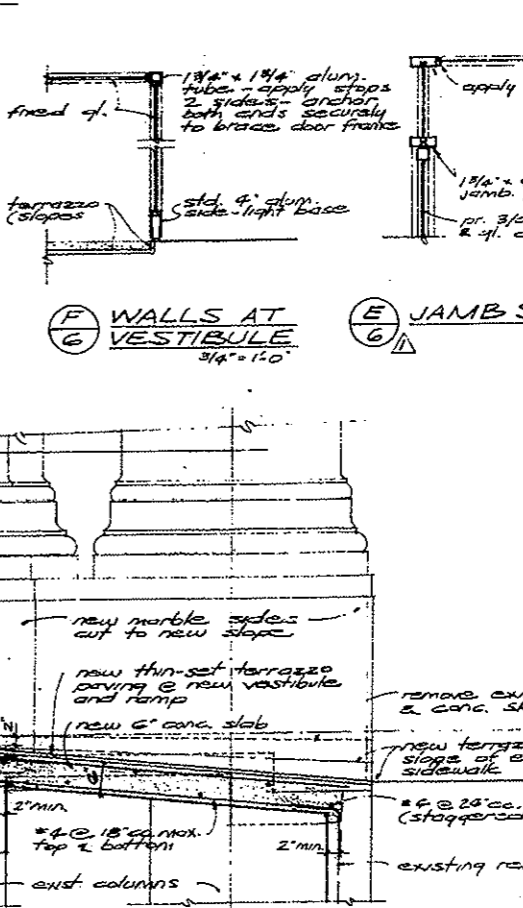 1 3/4" x 1 3/4" alum.
tube - apply stops
2 sides - anchor
both ends securely
to brace door frame
fixed gl.
terrazzo
(slopes
std. 4" alum.
side-light base
F
6
WALLS AT
VESTIBULE
3/4" = 1'-0"
apply
1 3/4" x
jamb.
E
6
JAMB S
1
new marble sides
cut to new slope
new thin-set terrazzo
paving @ new vestibule
and ramp
new 6" conc. slab
remove ex
& conc. sl
new terraz
slope of e
sidewalk
2" min.
#4 @ 18" cc. max.
top & bottom
2" min.
#4 @ 24" cc.
(staggered
exist. columns
existing re